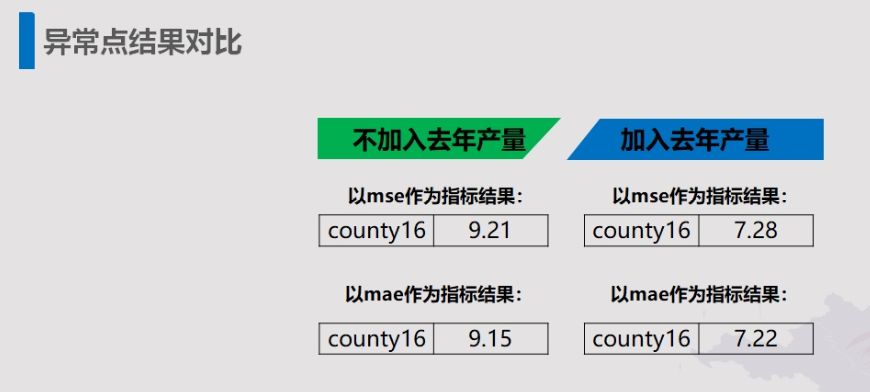 异常点结果对比
不加入去年产量
加入去年产量
以mse作为指标结果：
以mse作为指标结果：
county16 9.21
county16 7.28
以mae作为指标结果：
以mae作为指标结果：
county16 9.15
county16 7.22